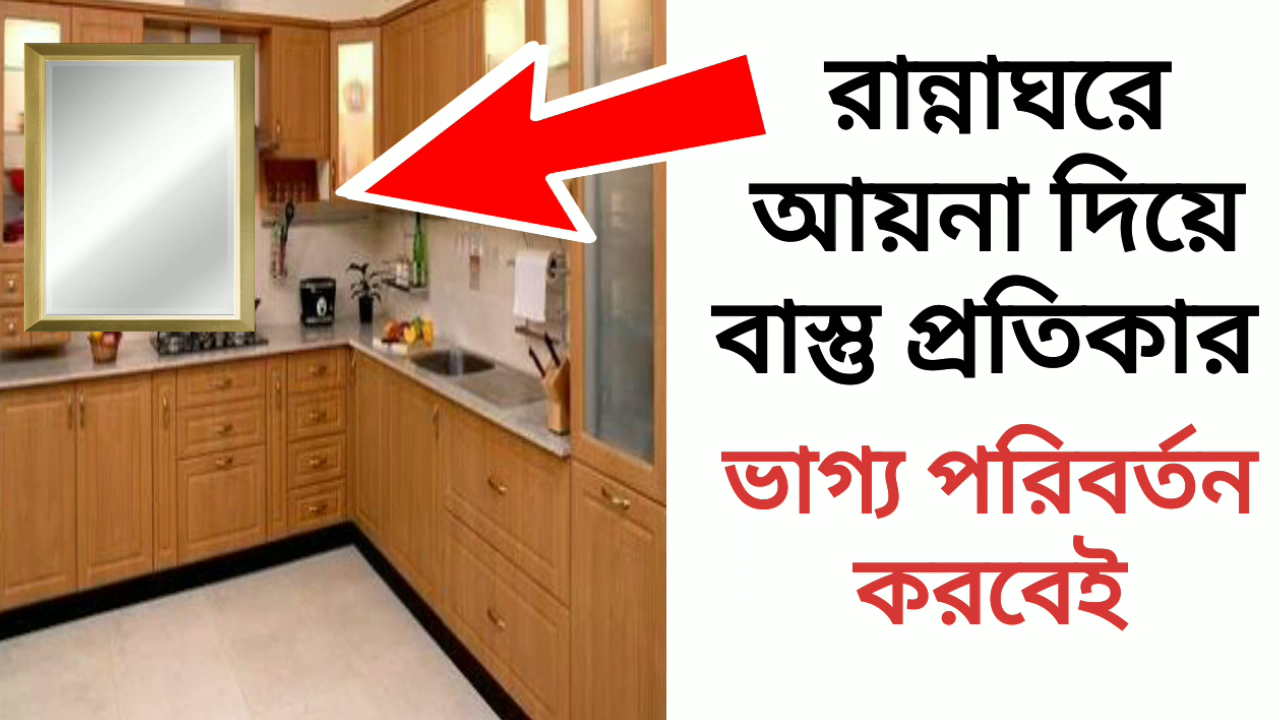 রান্নাঘরে
আয়না দিয়ে
বাস্তু প্রতিকার
ভাগ্য পরিবর্তন
করবেই